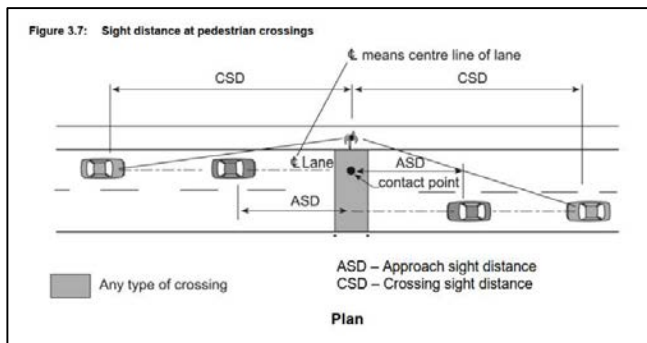 Figure 3.7: Sight distance at pedestrian crossings
℄ means centre line of lane
CSD
CSD
℄ Lane
ASD
contact point
ASD
Any type of crossing
ASD – Approach sight distance
CSD – Crossing sight distance
Plan